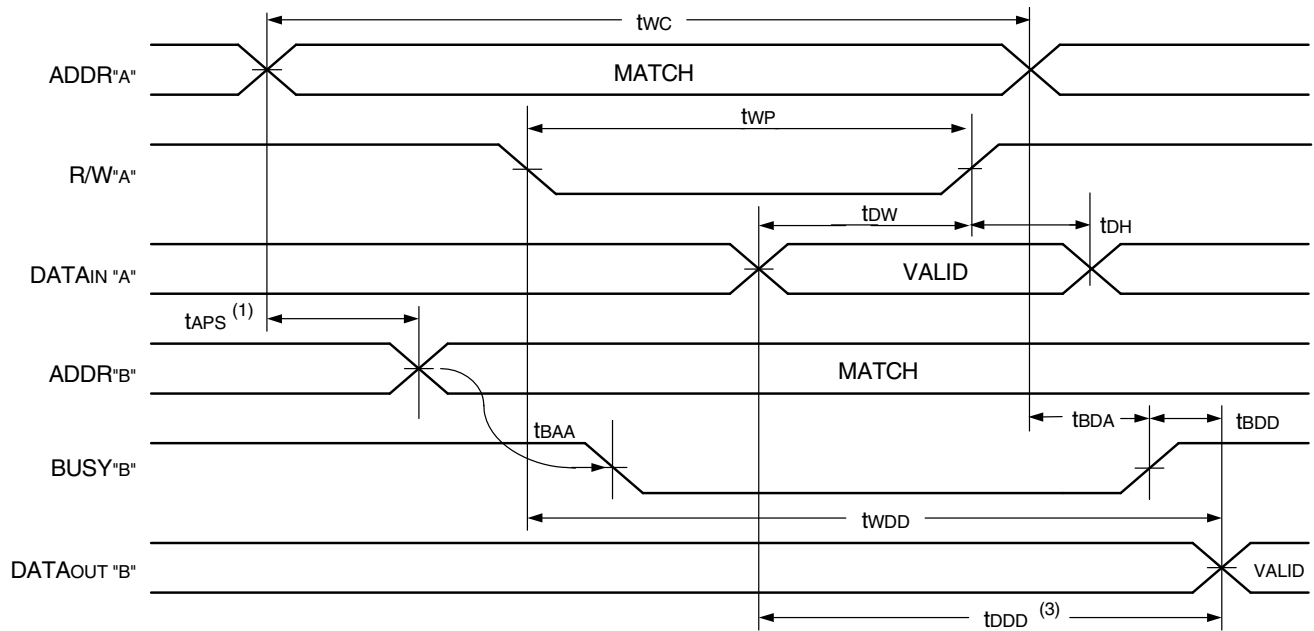 tWC
ADDR"A" MATCH
tWP
R/W"A"
tDW tDH
DATAIN "A" VALID
tAPS (1)
ADDR"B" MATCH
tBAA tBDA tBDD
BUSY"B"
tWDD
DATAOUT "B" VALID
tDDD (3)